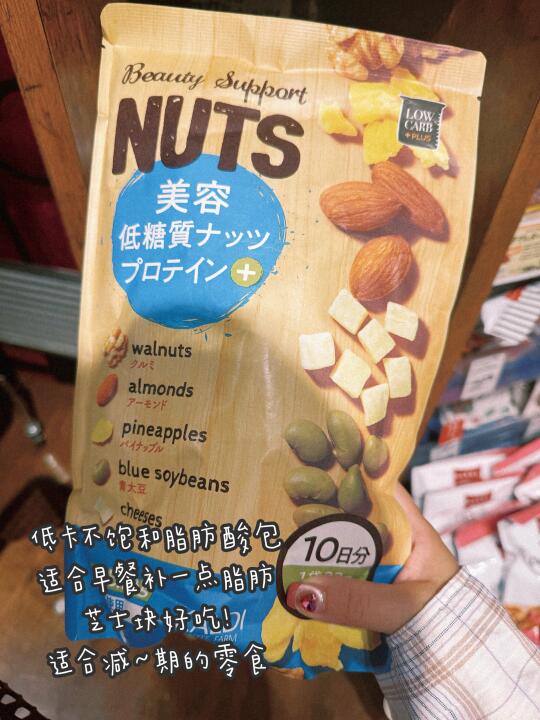 Beauty Support
NUTS
LOW
CARB
+PLUS
美容
低糖質ナッツ
プロテイン+
walnuts
クルミ
almonds
アーモンド
pineapples
パイナップル
blue soybeans
青大豆
cheeses
10日分
低卡不饱和脂肪酸包
适合早餐补一点脂肪
芝士块好吃!
适合减~期的零食
FARM